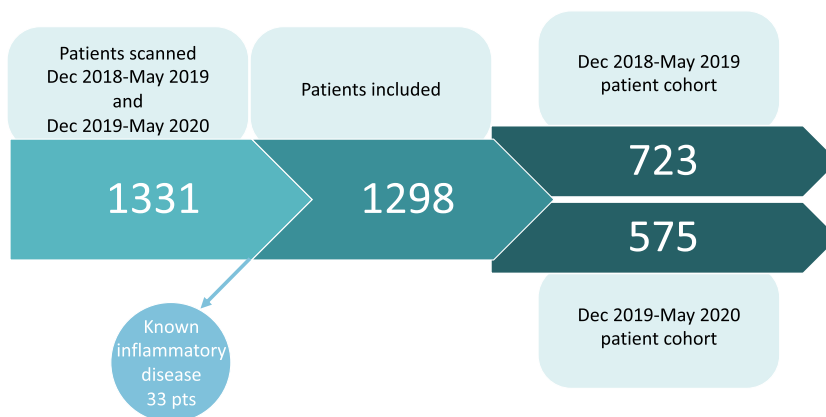 Patients scanned
Dec 2018-May 2019
and
Dec 2019-May 2020
1331
Known
inflammatory
disease
33 pts
Patients included
1298
Dec 2018-May 2019
patient cohort
723
575
Dec 2019-May 2020
patient cohort